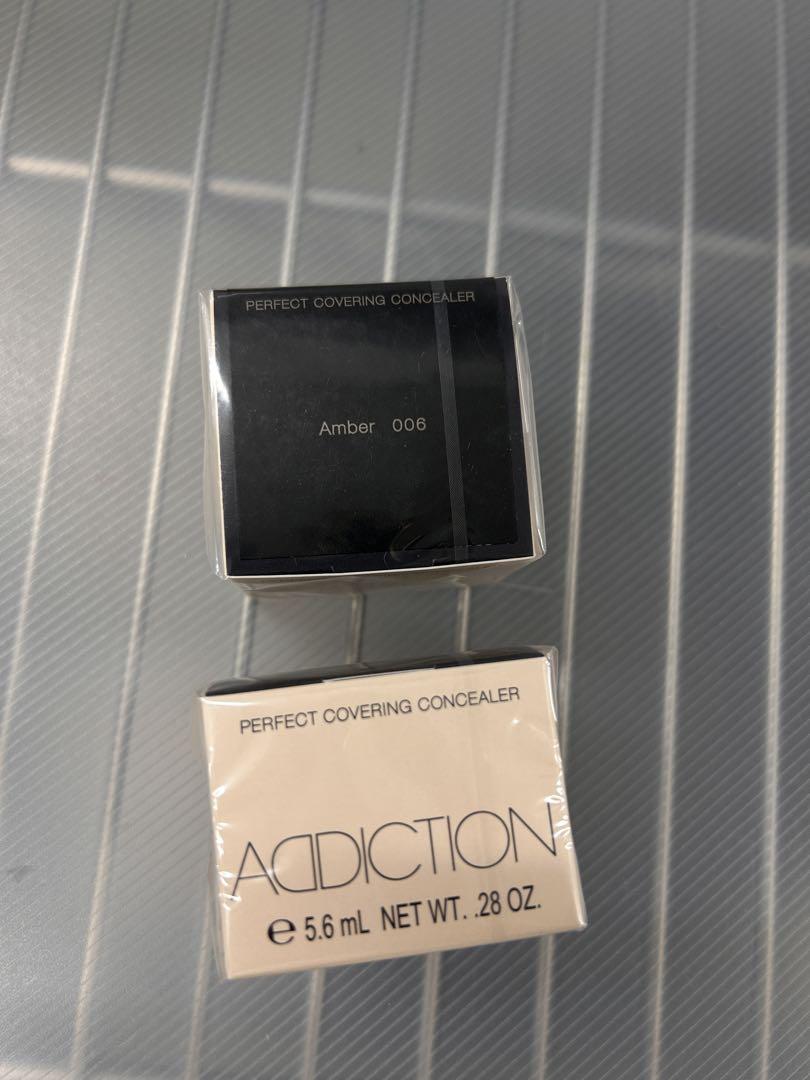 PERFECT COVERING CONCEALER
Amber 006
PERFECT COVERING CONCEALER
ADDICTION
e 5.6 mL NET WT. .28 OZ.